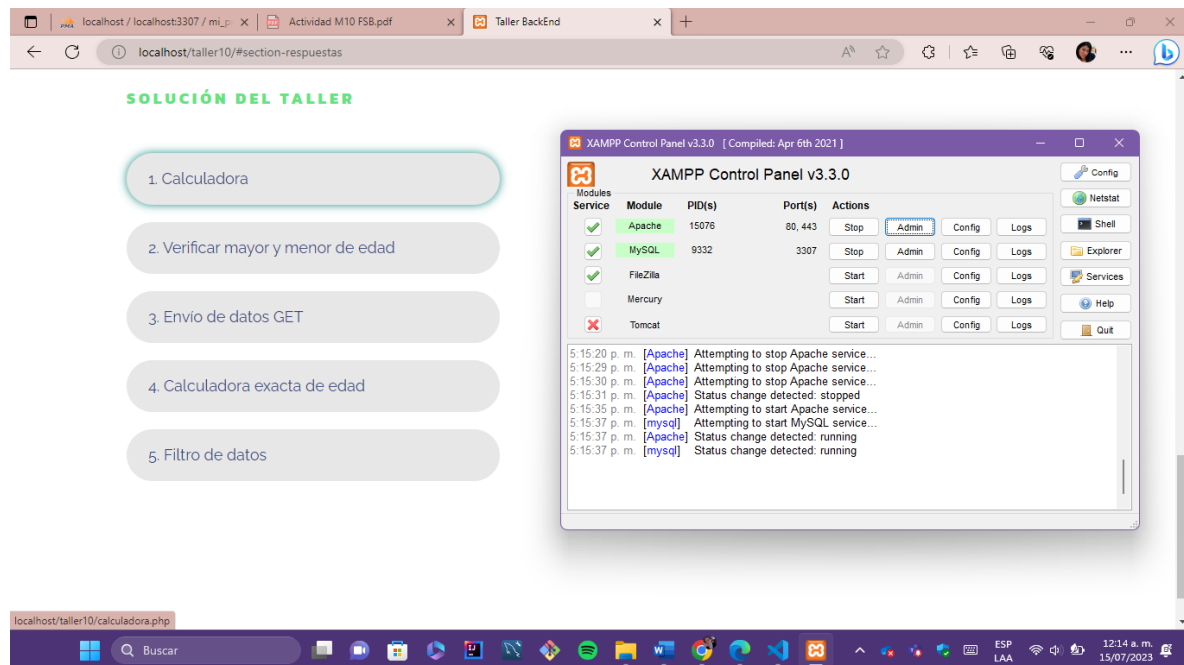 localhost / localhost:3307 / mi_p
Actividad M10 FSB.pdf
Taller BackEnd
localhost/taller10/#section-respuestas
SOLUCIÓN DEL TALLER
1. Calculadora
2. Verificar mayor y menor de edad
3. Envío de datos GET
4. Calculadora exacta de edad
5. Filtro de datos
XAMPP Control Panel v3.3.0 [ Compiled: Apr 6th 2021 ]
XAMPP Control Panel v3.3.0
Config
Netstat
Shell
Explorer
Services
Help
Quit
Modules
Service Module PID(s) Port(s) Actions
Apache 15076 80, 443 Stop Admin Config Logs
MySQL 9332 3307 Stop Admin Config Logs
FileZilla Start Admin Config Logs
Mercury Start Admin Config Logs
Tomcat Start Admin Config Logs
5:15:20 p. m. [Apache] Attempting to stop Apache service...
5:15:29 p. m. [Apache] Attempting to stop Apache service...
5:15:30 p. m. [Apache] Attempting to stop Apache service...
5:15:31 p. m. [Apache] Status change detected: stopped
5:15:35 p. m. [Apache] Attempting to start Apache service...
5:15:37 p. m. [mysql] Attempting to start MySQL service...
5:15:37 p. m. [Apache] Status change detected: running
5:15:37 p. m. [mysql] Status change detected: running
localhost/taller10/calculadora.php
Buscar
ESP
LAA
12:14 a. m.
15/07/2023